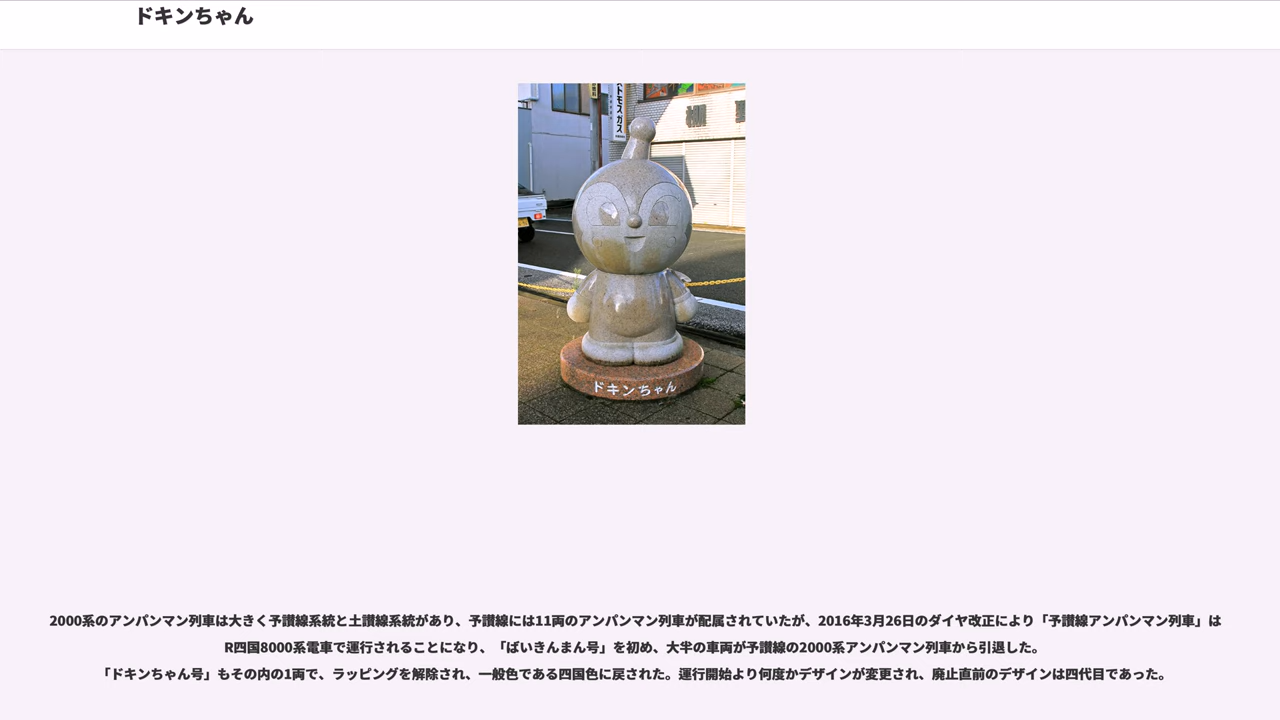 ドキンちゃん
ストモスガス
ドキンちゃん
2000系のアンパンマン列車は大きく予讃線系統と土讃線系統があり、予讃線には11両のアンパンマン列車が配属されていたが、2016年3月26日のダイヤ改正により「予讃線アンパンマン列車」は
R四国8000系電車で運行されることになり、「ばいきんまん号」を初め、大半の車両が予讃線の2000系アンパンマン列車から引退した。
「ドキンちゃん号」もその内の1両で、ラッピングを解除され、一般色である四国色に戻された。運行開始より何度かデザインが変更され、廃止直前のデザインは四代目であった。